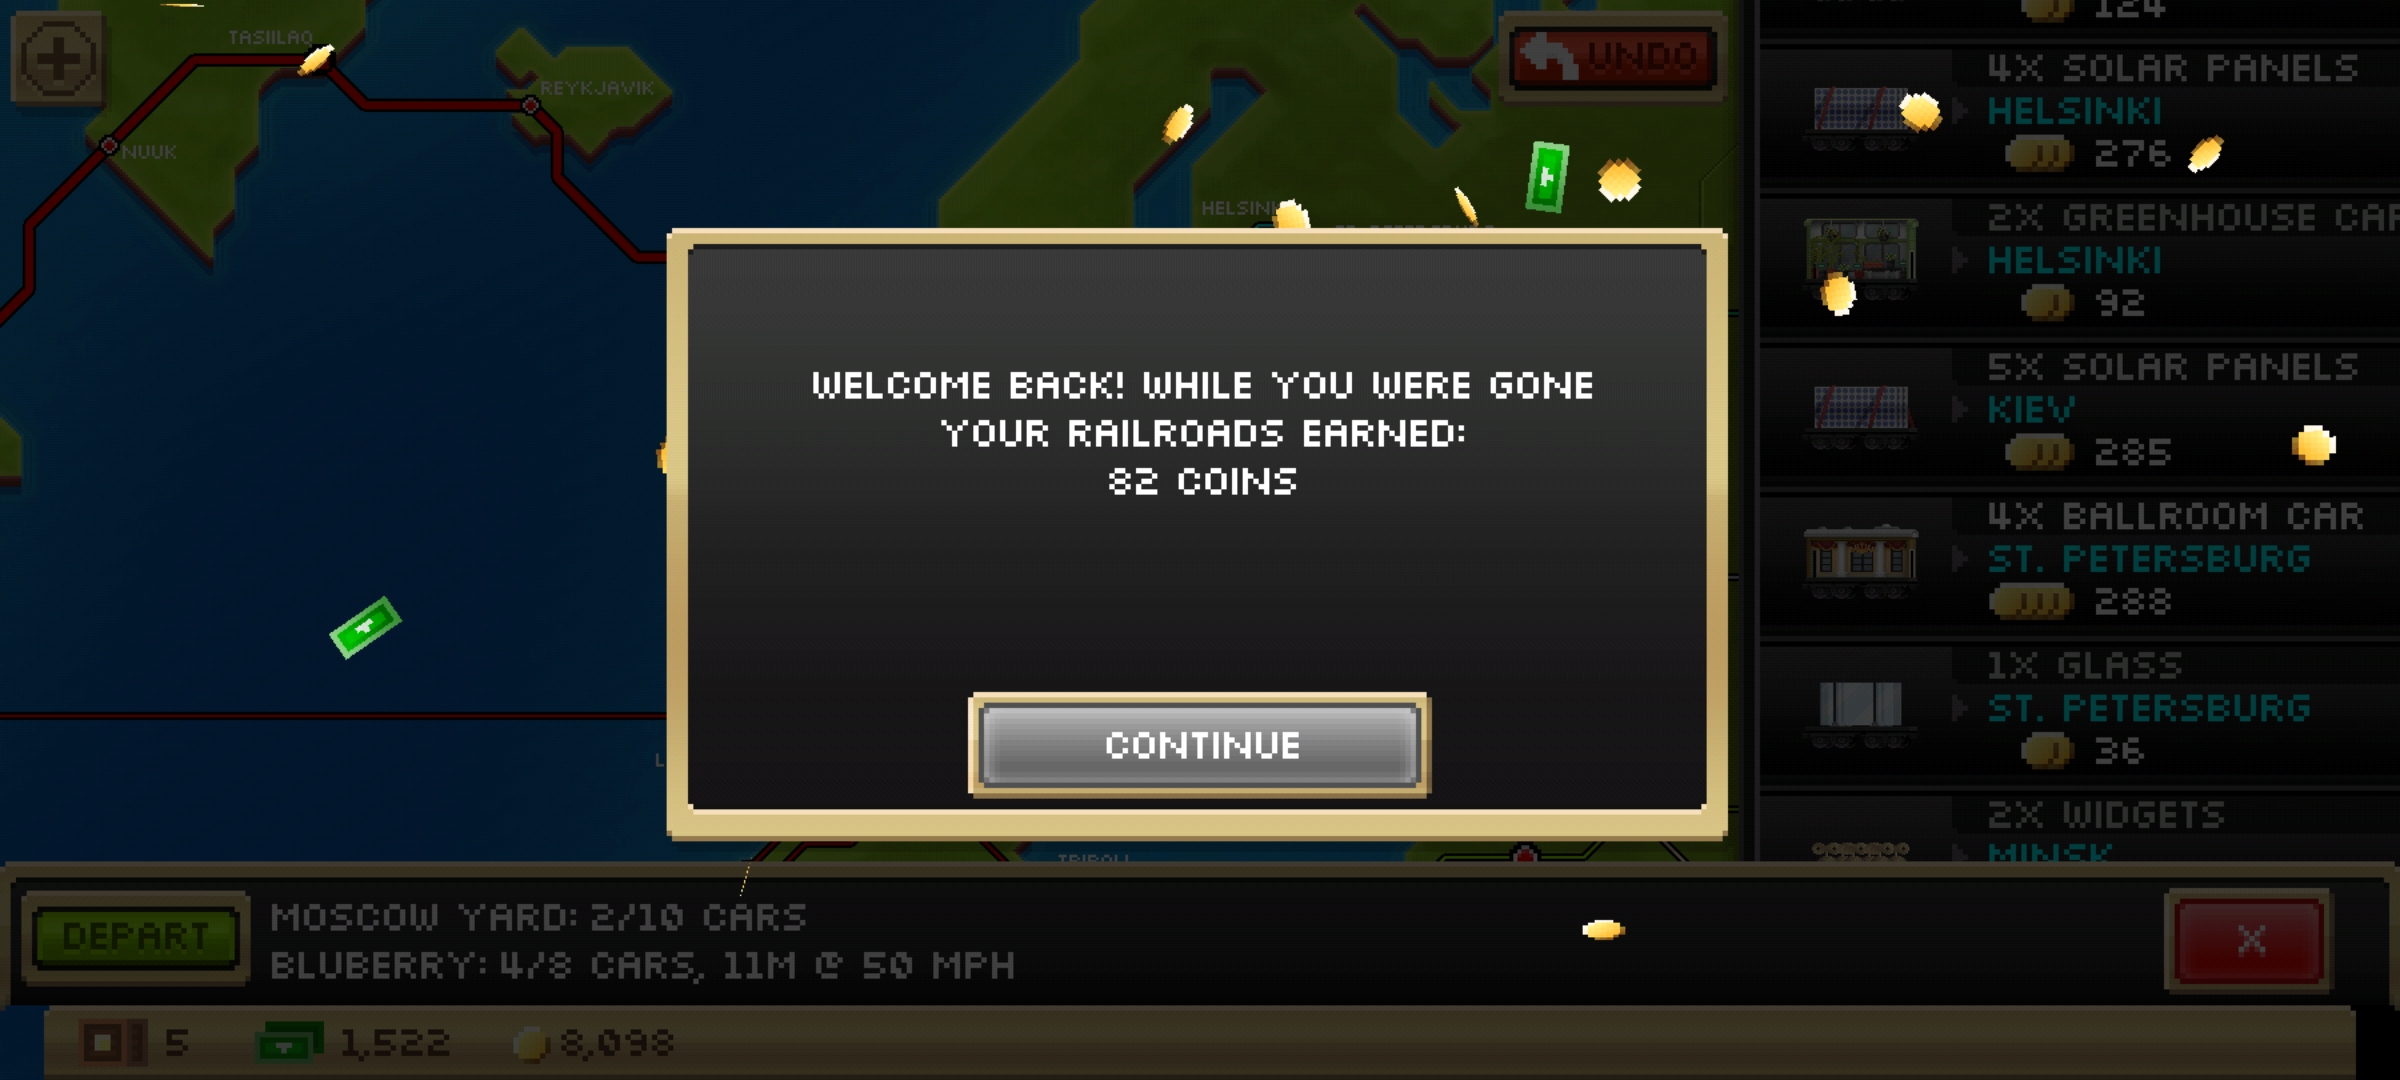 TASIILAQ
REYKJAVIK
NUUK
UNDO
124
4X SOLAR PANELS
HELSINKI
276
2X GREENHOUSE CAR
HELSINKI
92
5X SOLAR PANELS
KIEV
285
4X BALLROOM CAR
ST. PETERSBURG
288
1X GLASS
ST. PETERSBURG
36
2X WIDGETS
MINSK
WELCOME BACK! WHILE YOU WERE GONE
YOUR RAILROADS EARNED:
82 COINS
CONTINUE
TRIPOLI
DEPART
MOSCOW YARD: 2/10 CARS
BLUBERRY: 4/8 CARS, 11M @ 50 MPH
X
5
1,522
8,098